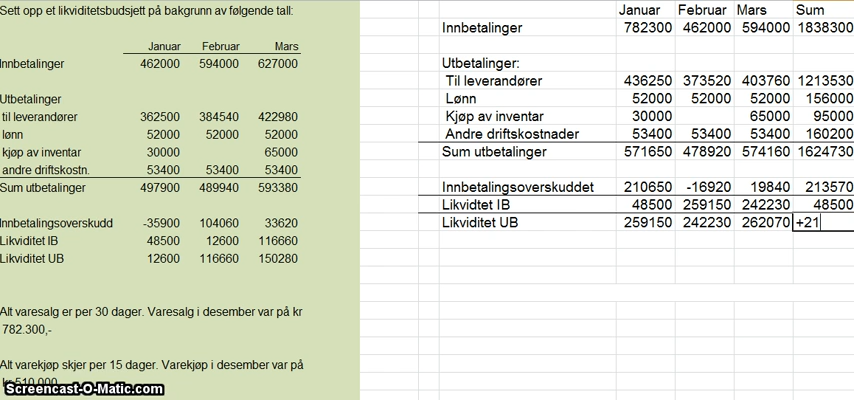 Sett opp et likviditetsbudsjett på bakgrunn av følgende tall:
Januar Februar Mars
Innbetalinger 462000 594000 627000
Utbetalinger
til leverandører 362500 384540 422980
lønn 52000 52000 52000
kjøp av inventar 30000 65000
andre driftskostn. 53400 53400 53400
Sum utbetalinger 497900 489940 593380
Innbetalingsoverskudd -35900 104060 33620
Likviditet IB 48500 12600 116660
Likviditet UB 12600 116660 150280
Alt varesalg er per 30 dager. Varesalg i desember var på kr
782.300,-
Alt varekjøp skjer per 15 dager. Varekjøp i desember var på
kr 510.000
Screencast-O-Matic.com
Januar Februar Mars Sum
Innbetalinger 782300 462000 594000 1838300
Utbetalinger:
Til leverandører 436250 373520 403760 1213530
Lønn 52000 52000 52000 156000
Kjøp av inventar 30000 65000 95000
Andre driftskostnader 53400 53400 53400 160200
Sum utbetalinger 571650 478920 574160 1624730
Innbetalingsoverskuddet 210650 -16920 19840 213570
Likvidtet IB 48500 259150 242230 48500
Likviditet UB 259150 242230 262070 +21